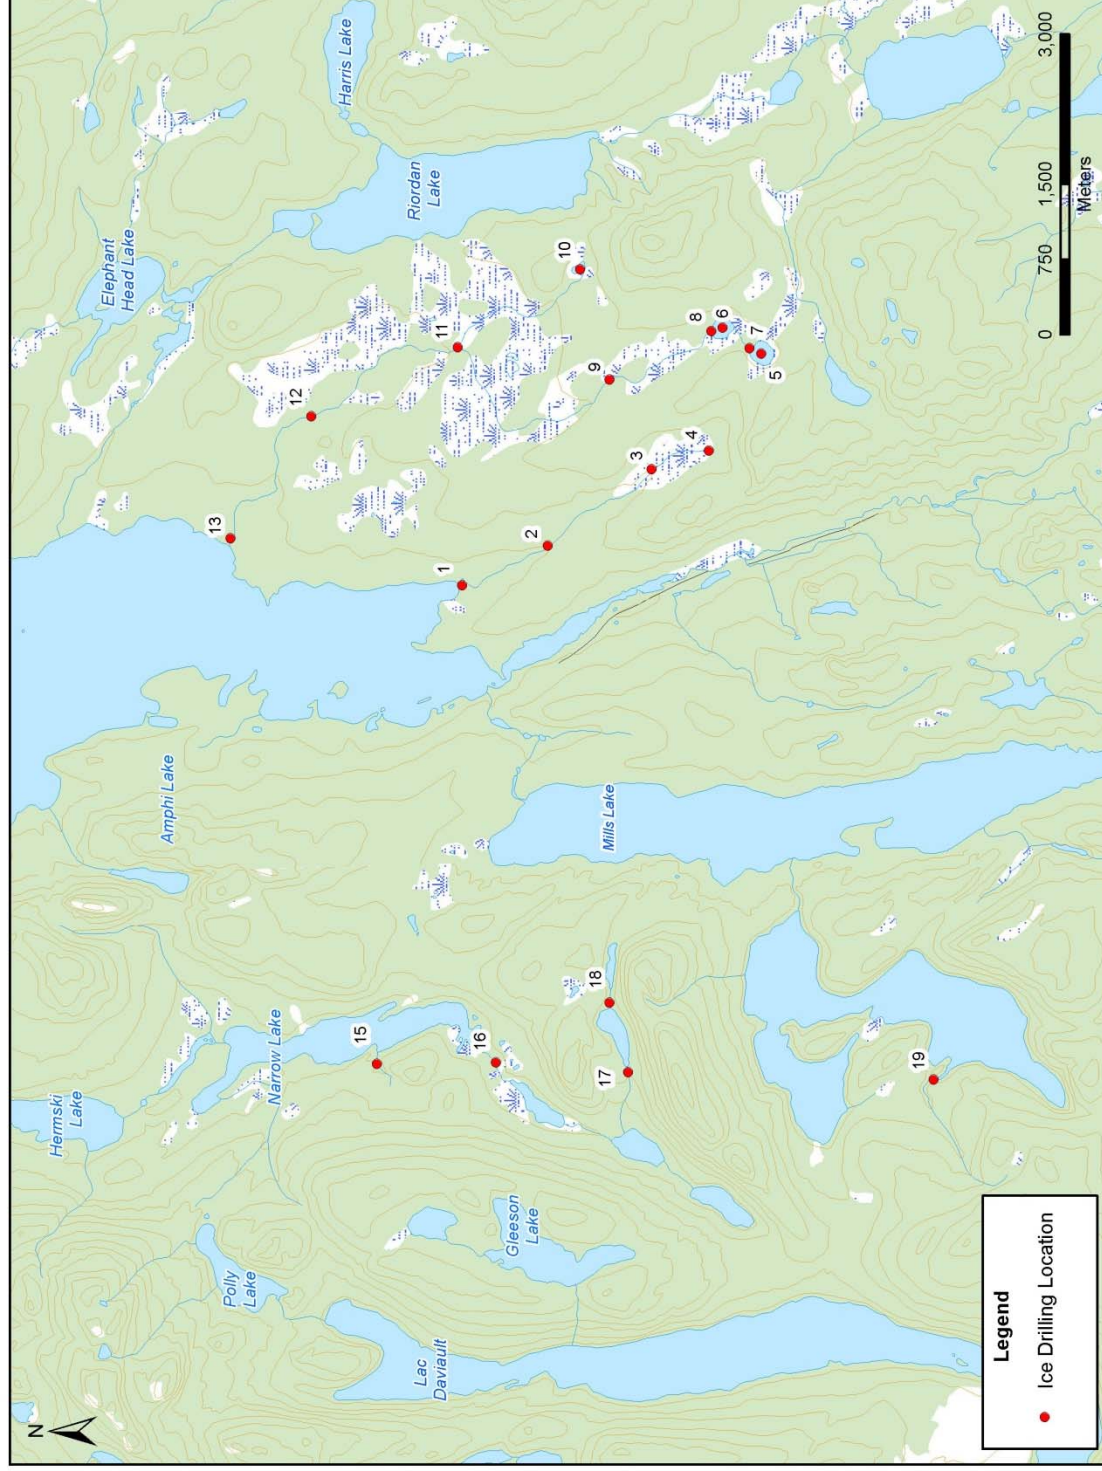 N
Hermski
Lake
Elephant
Head Lake
Harris Lake
Polly
Lake
Narrow Lake
Amphi Lake
Riordan
Lake
Lac
Daviault
Gleeson
Lake
Mills Lake
13
12
11
10
1
2
3
4
9
8
6
7
5
15
16
18
17
19
Legend
Ice Drilling Location
0
750
1,500
3,000
Meters